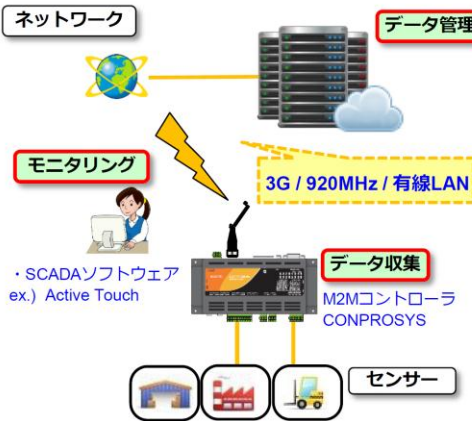 ネットワーク
データ管理
3G / 920MHz / 有線LAN
モニタリング
・SCADAソフトウェア
ex.) Active Touch
データ収集
M2Mコントローラ
CONPROSYS
センサー